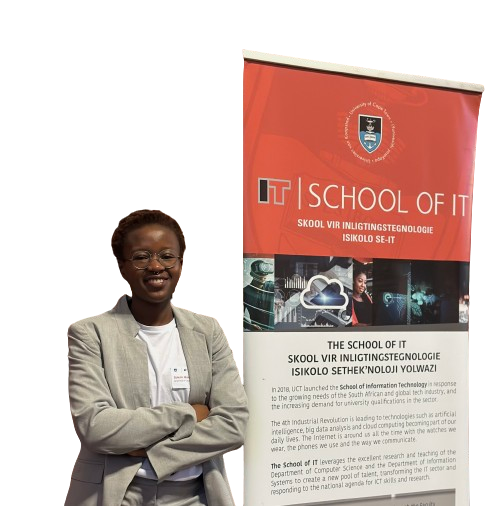 University of Cape Town
IT | SCHOOL OF IT
SKOOL VIR INLIGTINGSTEGNOLOGIE
ISIKOLO SE-IT
THE SCHOOL OF IT
SKOOL VIR INLIGTINGSTEGNOLOGIE
ISIKOLO SETHEK'NOLOJI YOLWAZI
In 2018, UCT launched the School of Information Technology in response
to the growing needs of the South African and global tech industry, and
the increasing demand for university qualifications in the sector.
The 4th Industrial Revolution is leading to technologies such as artificial
intelligence, big data analysis and cloud computing becoming part of our
daily lives. The Internet is around us all the time with the watches we
wear, the phones we use and the way we communicate.
The School of IT leverages the excellent research and teaching of the
Department of Computer Science and the Department of Information
Systems to create a new pool of talent, transforming the IT sector and
responding to the national agenda for ICT skills and research.